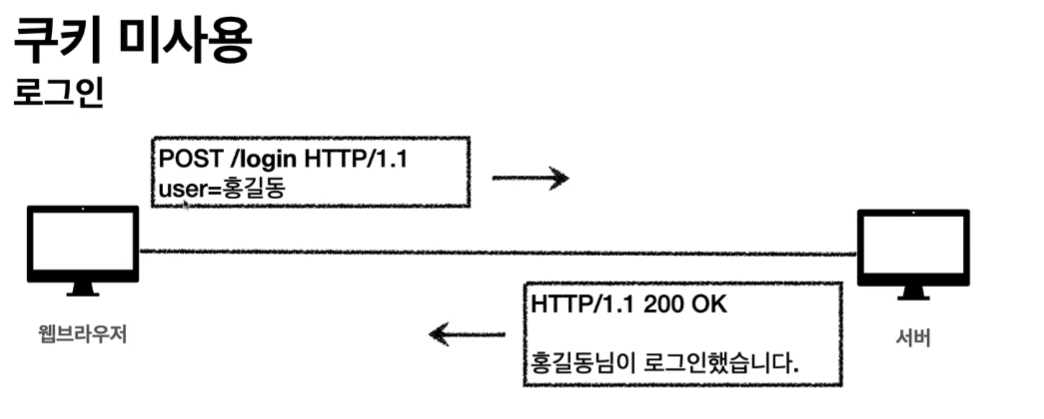 쿠키 미사용
로그인
POST /login HTTP/1.1
user=홍길동
웹브라우저
HTTP/1.1 200 OK
홍길동님이 로그인했습니다.
서버